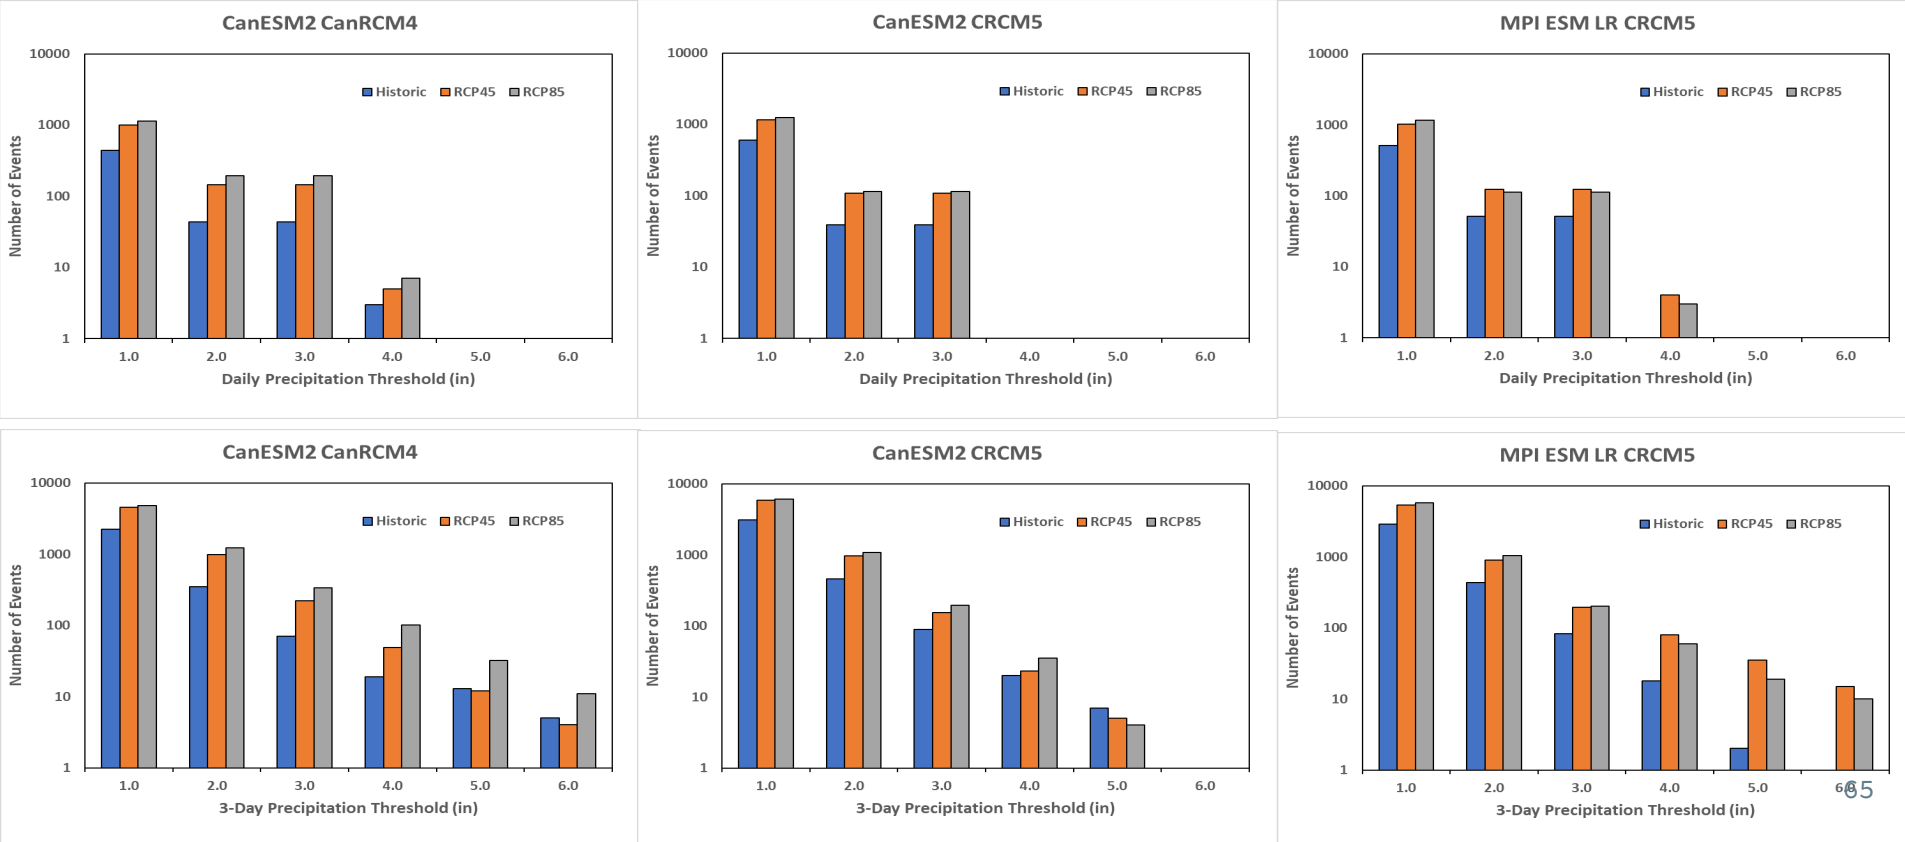 CanESM2 CanRCM4
10000
1000
100
10
1
Number of Events
Historic RCP45 RCP85
1.0 2.0 3.0 4.0 5.0 6.0
Daily Precipitation Threshold (in)
CanESM2 CRCM5
10000
1000
100
10
1
Number of Events
Historic RCP45 RCP85
1.0 2.0 3.0 4.0 5.0 6.0
Daily Precipitation Threshold (in)
MPI ESM LR CRCM5
10000
1000
100
10
1
Number of Events
Historic RCP45 RCP85
1.0 2.0 3.0 4.0 5.0 6.0
Daily Precipitation Threshold (in)
CanESM2 CanRCM4
10000
1000
100
10
1
Number of Events
Historic RCP45 RCP85
1.0 2.0 3.0 4.0 5.0 6.0
3-Day Precipitation Threshold (in)
CanESM2 CRCM5
10000
1000
100
10
1
Number of Events
Historic RCP45 RCP85
1.0 2.0 3.0 4.0 5.0 6.0
3-Day Precipitation Threshold (in)
MPI ESM LR CRCM5
10000
1000
100
10
1
Number of Events
Historic RCP45 RCP85
1.0 2.0 3.0 4.0 5.0 6.0
65
3-Day Precipitation Threshold (in)